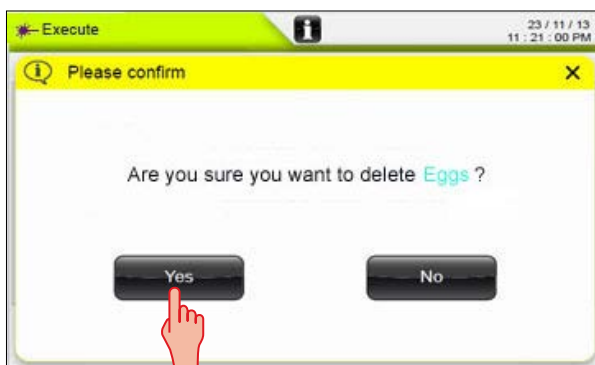 Execute
23 / 11 / 13
11 : 21 : 00 PM
Please confirm
Are you sure you want to delete Eggs ?
Yes
No